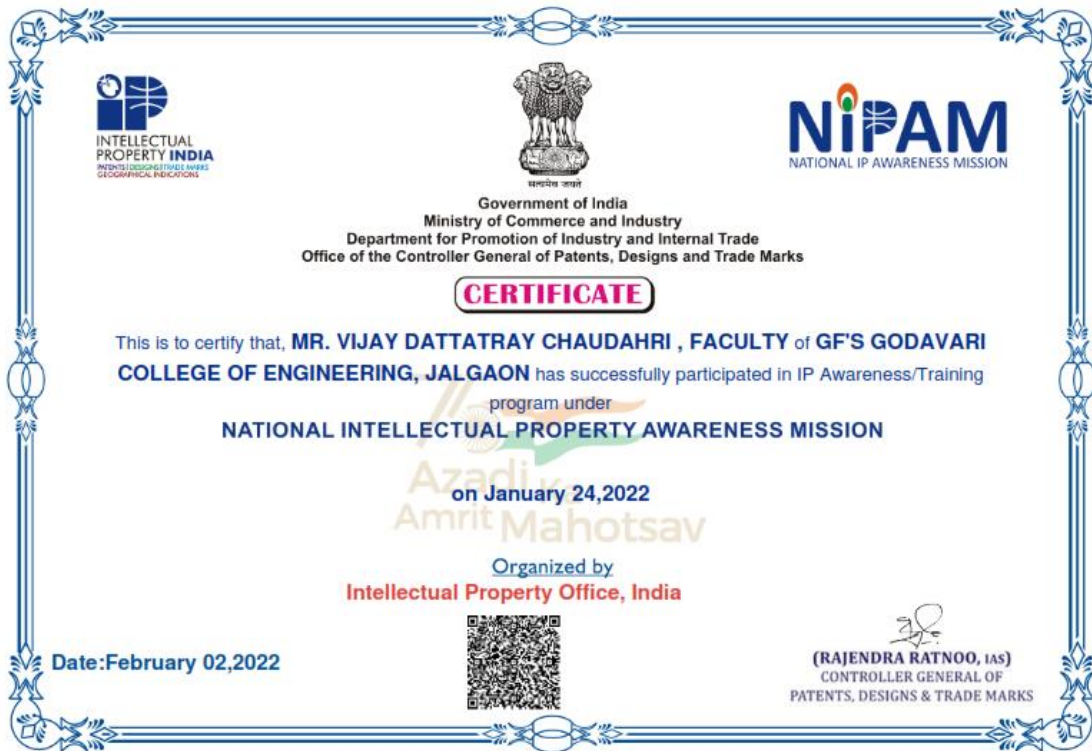 INTELLECTUAL
PROPERTY INDIA
PATENTS | DESIGNS | TRADE MARKS
GEOGRAPHICAL INDICATIONS
सत्यमेव जयते
NiPAM
NATIONAL IP AWARENESS MISSION
Government of India
Ministry of Commerce and Industry
Department for Promotion of Industry and Internal Trade
Office of the Controller General of Patents, Designs and Trade Marks
CERTIFICATE
This is to certify that, MR. VIJAY DATTATRAY CHAUDAHRI , FACULTY of GF'S GODAVARI
COLLEGE OF ENGINEERING, JALGAON has successfully participated in IP Awareness/Training
program under
NATIONAL INTELLECTUAL PROPERTY AWARENESS MISSION
Azadi Ka
on January 24,2022
Amrit Mahotsav
Organized by
Intellectual Property Office, India
Date:February 02,2022
(RAJENDRA RATNOO, IAS)
CONTROLLER GENERAL OF
PATENTS, DESIGNS & TRADE MARKS